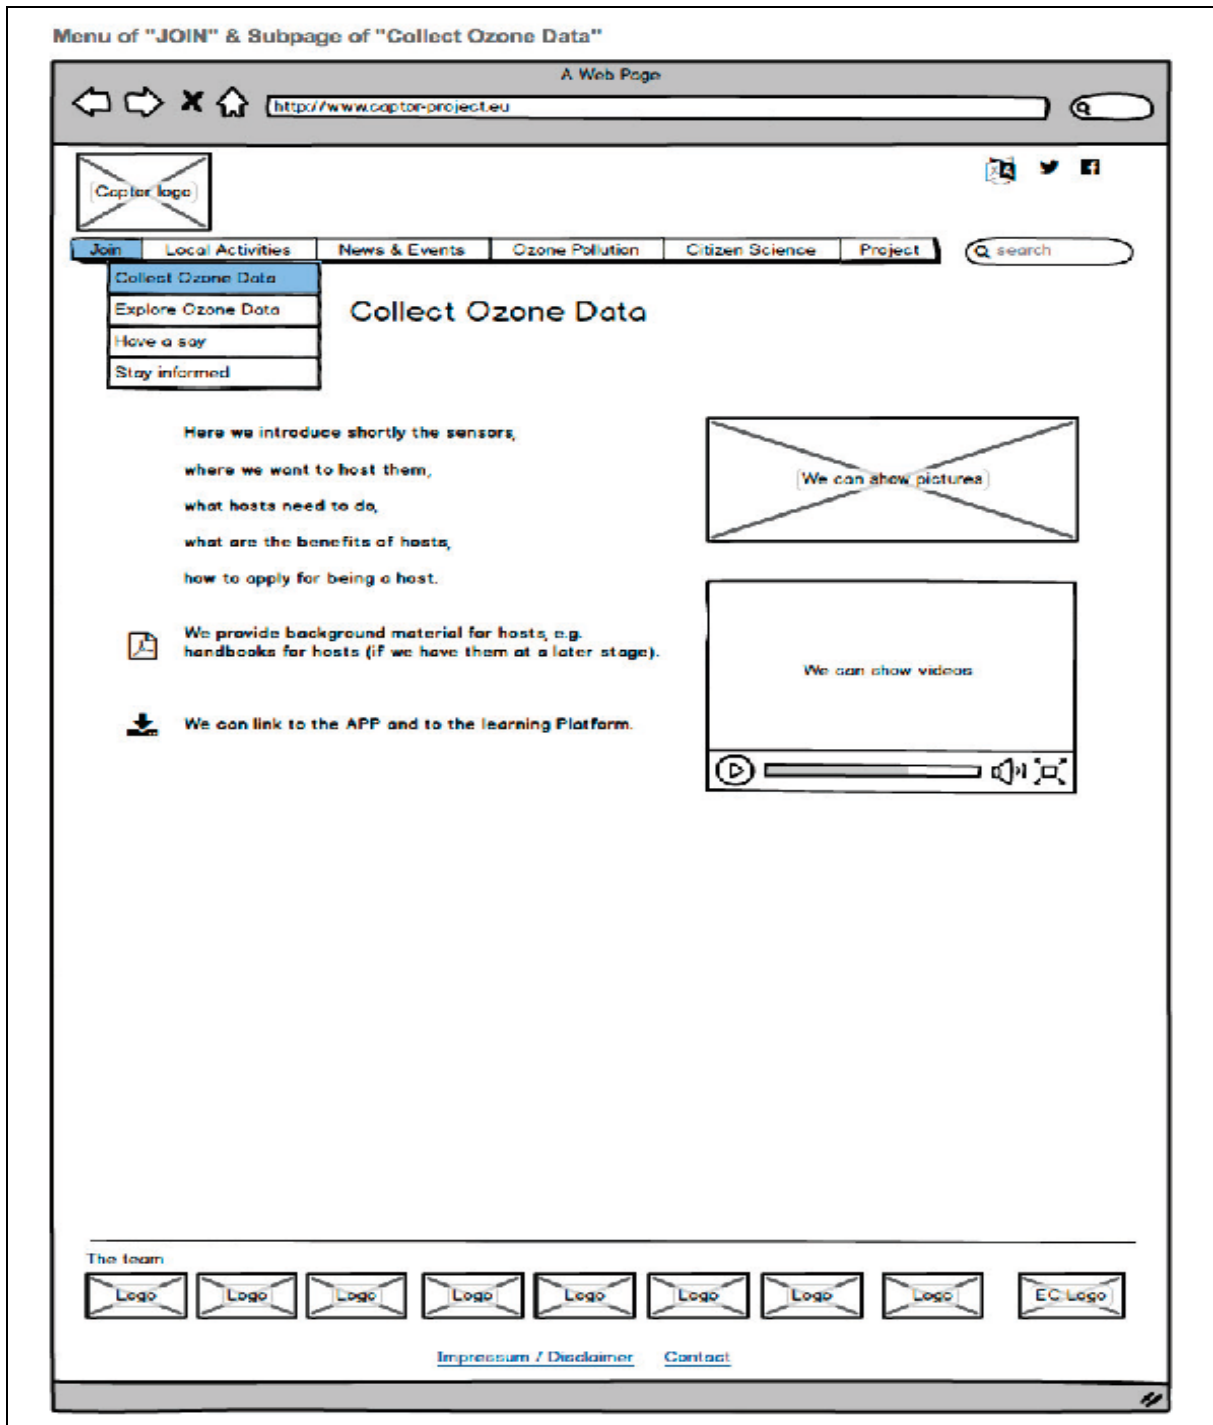 Menu of "JOIN" & Subpage of "Collect Ozone Data"
A Web Page
http://www.captor-project.eu
Captor logo
Join Local Activities News & Events Ozone Pollution Citizen Science Project search
Collect Ozone Data
Explore Ozone Data
Have a say
Stay informed
Collect Ozone Data
Here we introduce shortly the sensors,
where we want to host them,
what hosts need to do,
what are the benefits of hosts,
how to apply for being a host.
We provide background material for hosts, e.g.
handbooks for hosts (if we have them at a later stage).
We can link to the APP and to the learning Platform.
We can show pictures
We can show videos
The team
Logo Logo Logo Logo Logo Logo Logo Logo EC Logo
Impressum / Disclaimer Contact